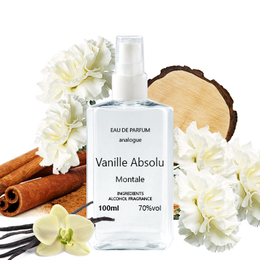 EAU DE PARFUM
analogue
Vanille Absolu
Montale
INGREDIENTS
ALCOHOL FRAGRANCE
100ml 70%vol